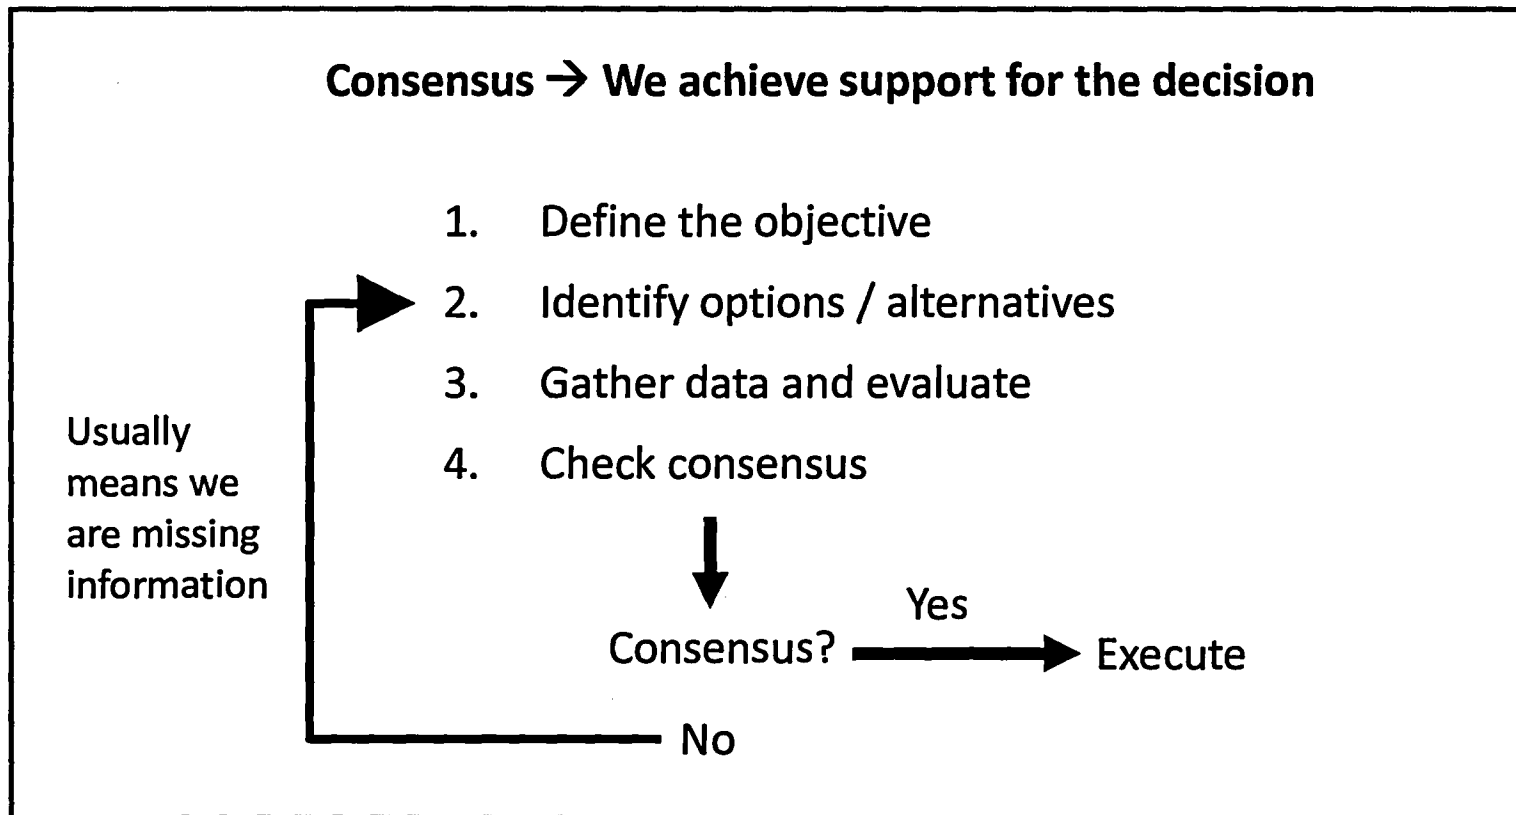 Consensus → We achieve support for the decision
1. Define the objective
2. Identify options / alternatives
3. Gather data and evaluate
4. Check consensus
Usually
means we
are missing
information
Yes
Consensus?
Execute
No